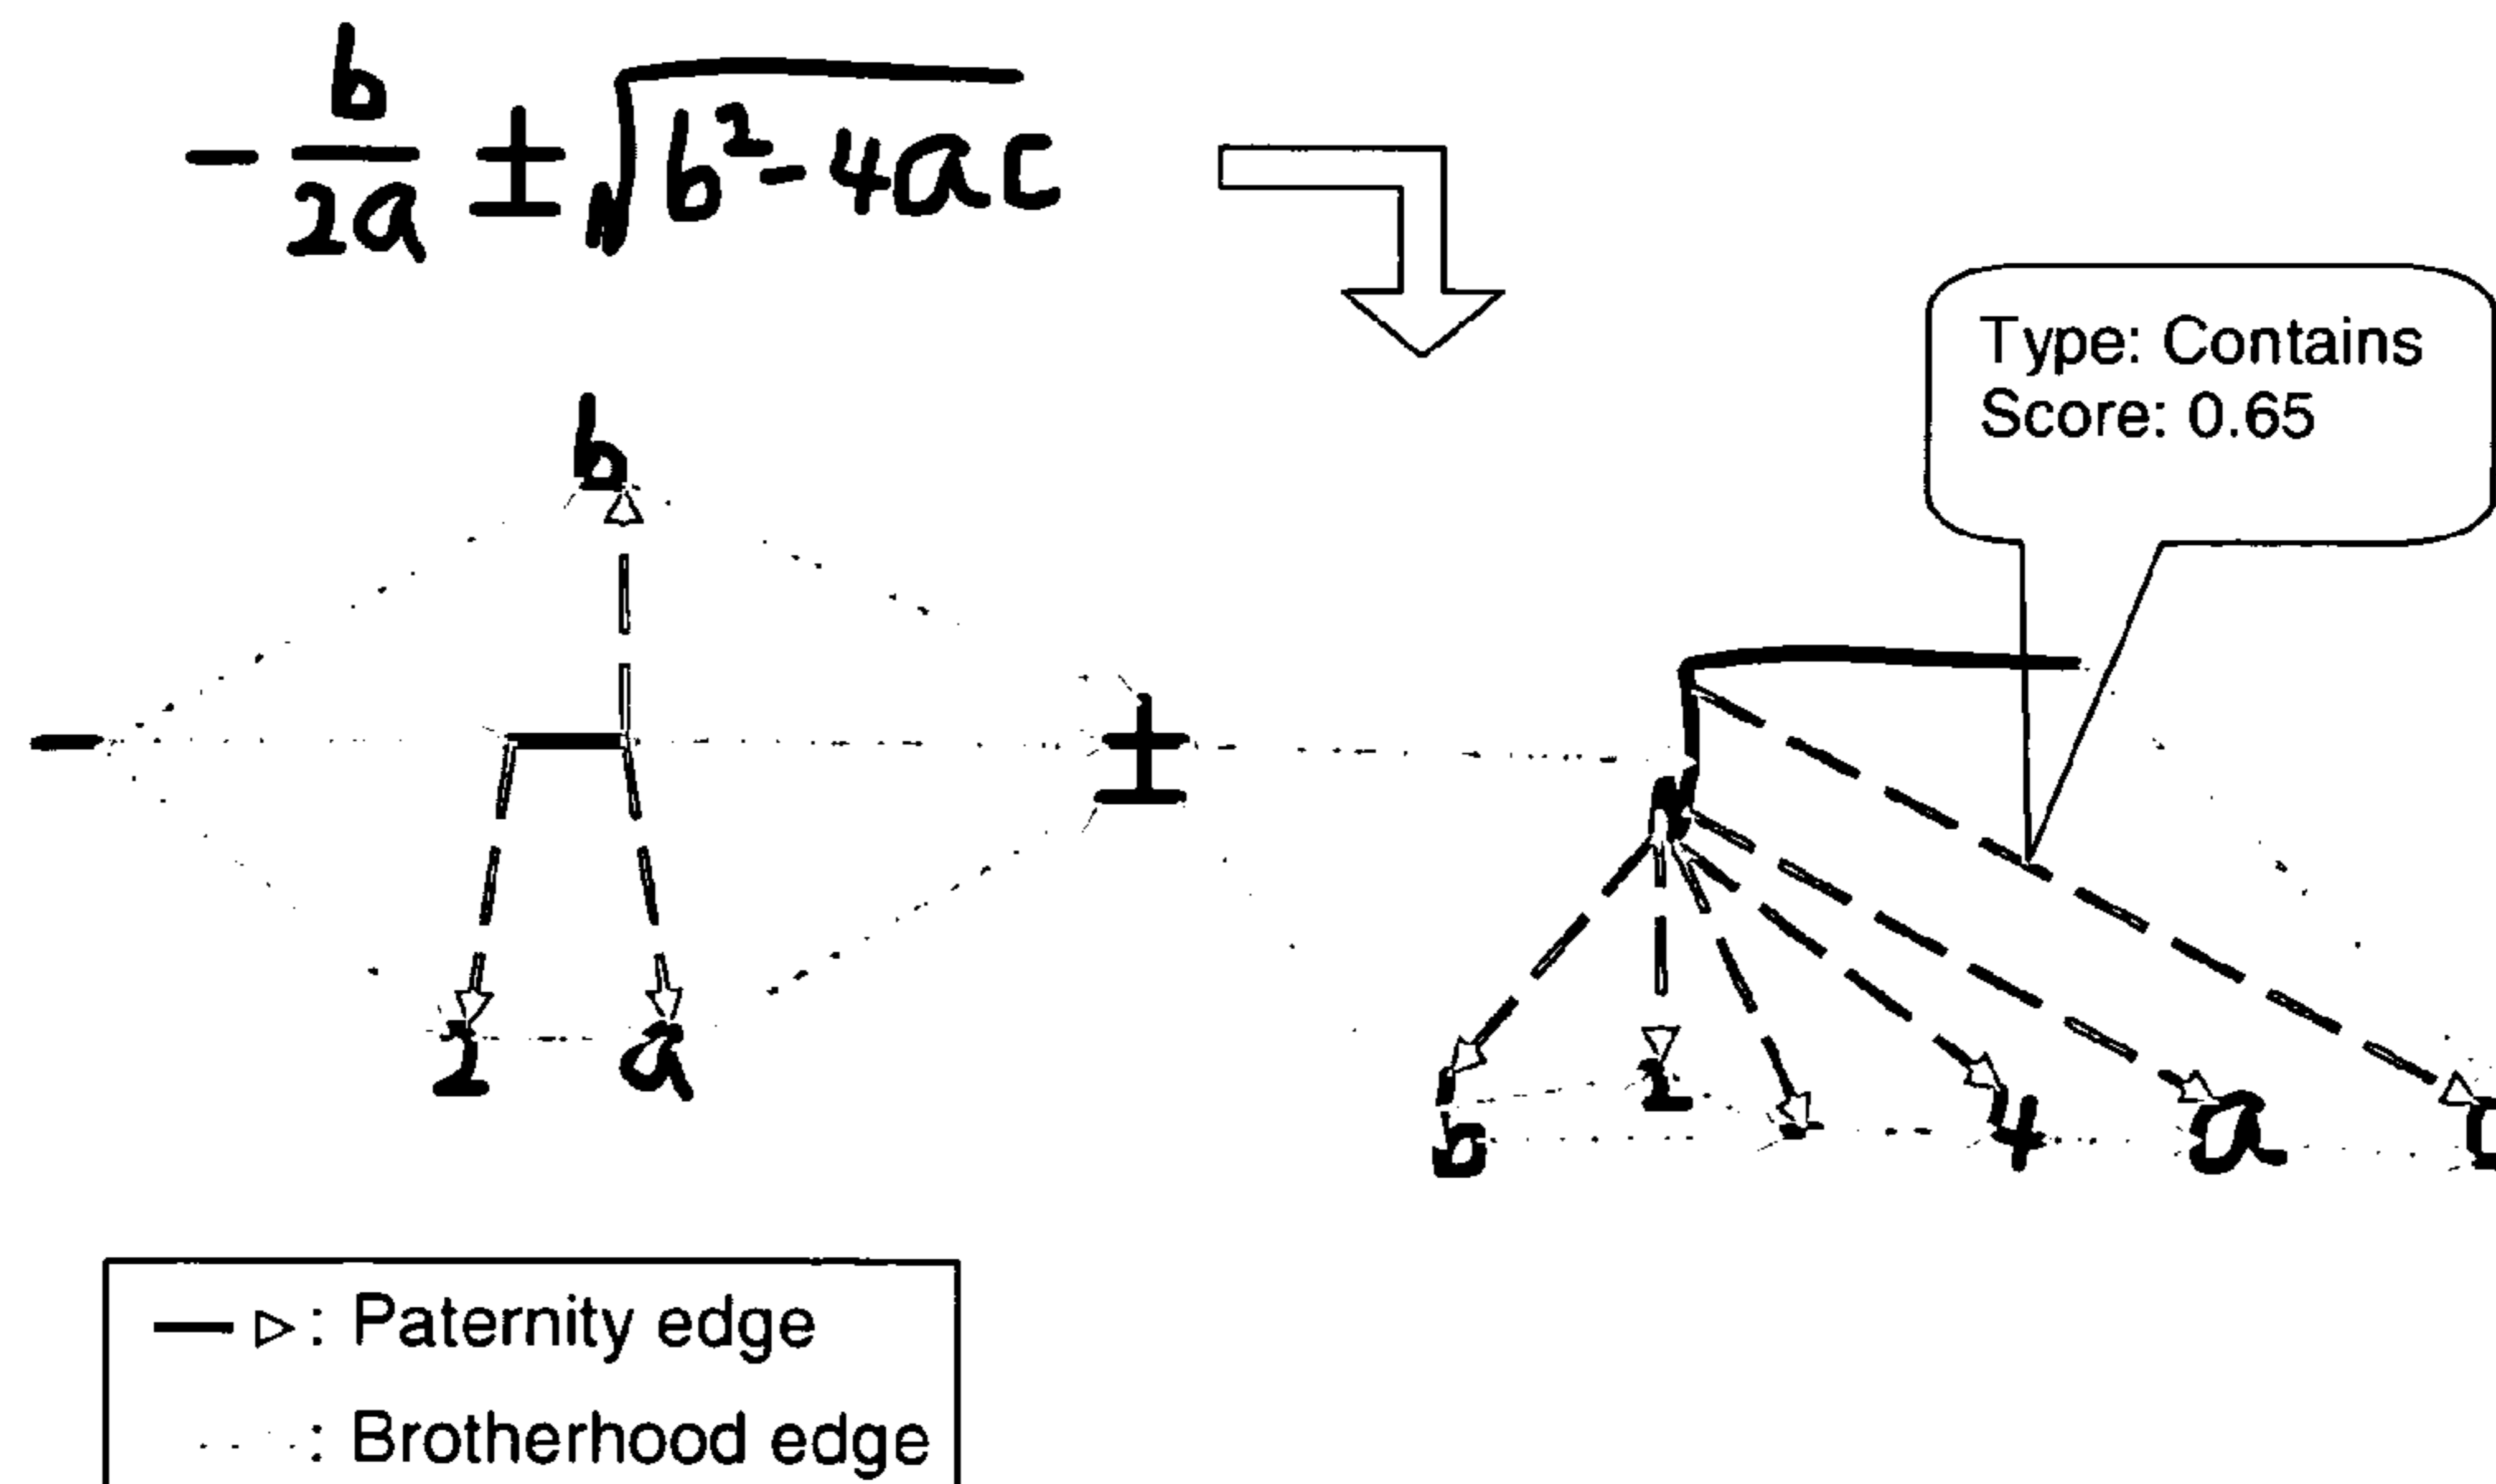 -b/2a ± √b²-4ac
Type: Contains
Score: 0.65
b
- - ± √
2 a
b 2 - 4 a c
: Paternity edge
: Brotherhood edge